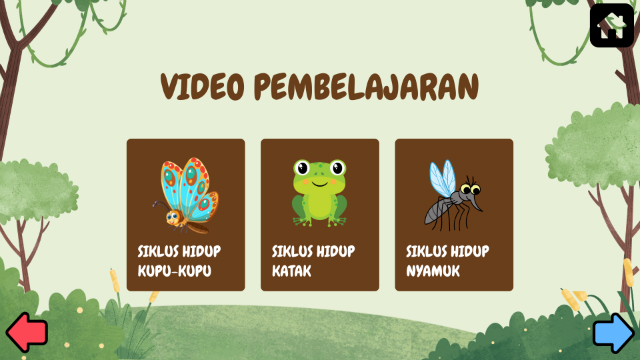 VIDEO PEMBELAJARAN
SIKLUS HIDUP
KUPU-KUPU
SIKLUS HIDUP
KATAK
SIKLUS HIDUP
NYAMUK